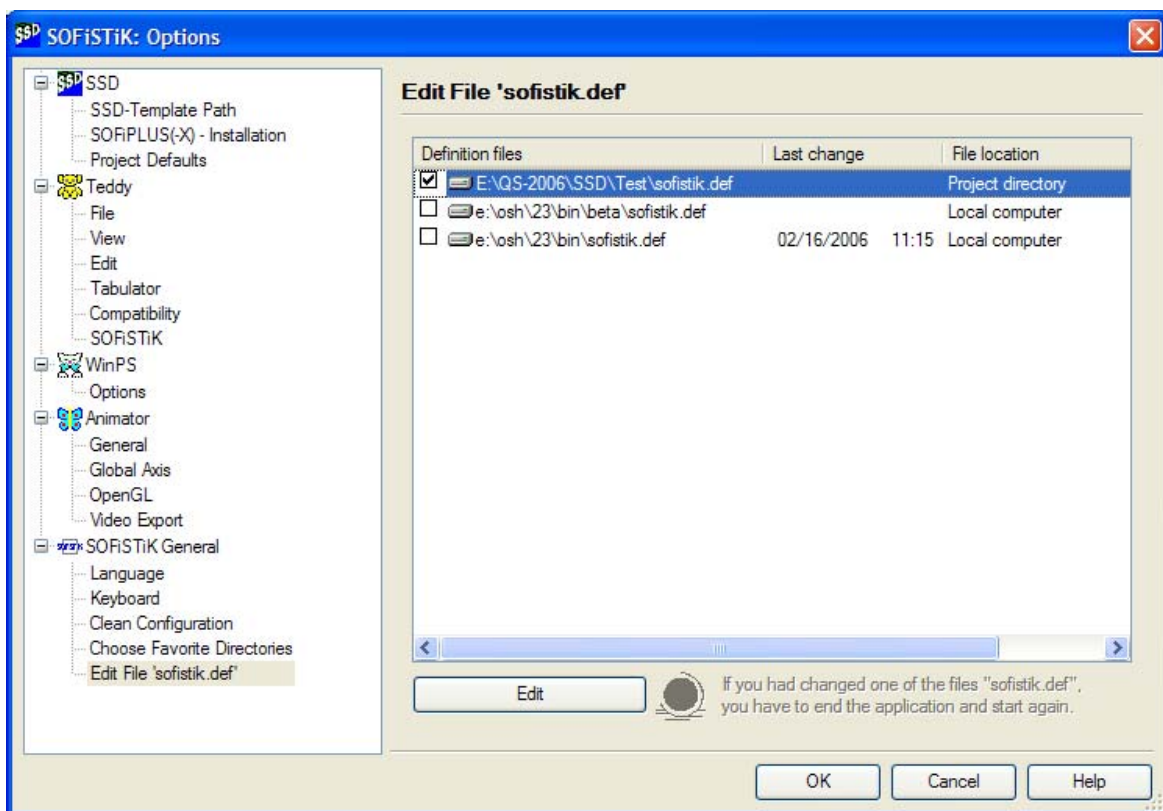 SSD SOFiSTiK: Options
SSD SSD
SSD-Template Path
SOFiPLUS(-X) - Installation
Project Defaults
Teddy
File
View
Edit
Tabulator
Compatibility
SOFiSTiK
WinPS
Options
Animator
General
Global Axis
OpenGL
Video Export
SOFiSTiK General
Language
Keyboard
Clean Configuration
Choose Favorite Directories
Edit File 'sofistik.def'
Edit File 'sofistik.def'
Definition files Last change File location
E:\QS-2006\SSD\Test\sofistik.def Project directory
e:\osh\23\bin\beta\sofistik.def Local computer
e:\osh\23\bin\sofistik.def 02/16/2006 11:15 Local computer
Edit
If you had changed one of the files "sofistik.def",
you have to end the application and start again.
OK Cancel Help